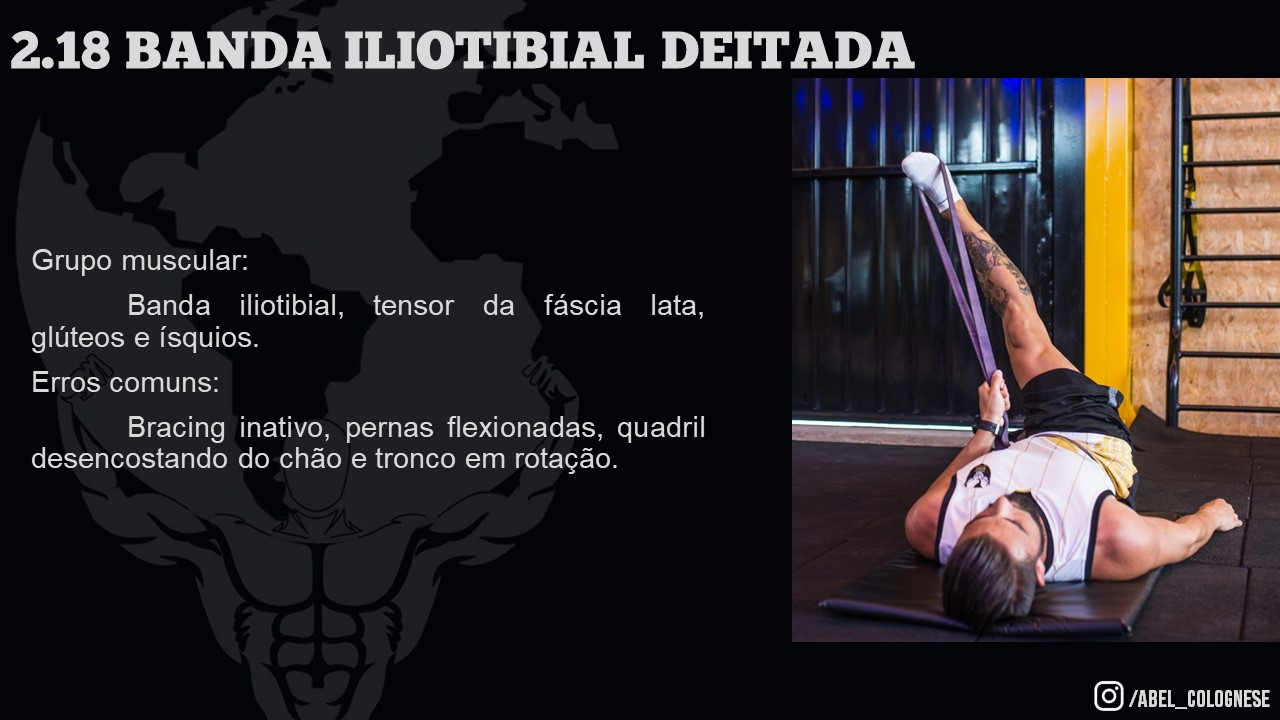 2.18 BANDA ILIOTIBIAL DEITADA
Grupo muscular:
Banda iliotibial, tensor da fáscia lata,
glúteos e ísquios.
Erros comuns:
Bracing inativo, pernas flexionadas, quadril
desencostando do chão e tronco em rotação.
/ABEL_COLOGNESE